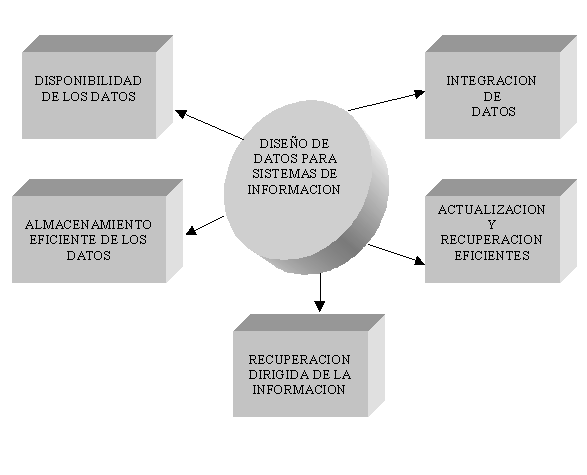 DISPONIBILIDAD
DE LOS DATOS
INTEGRACION
DE
DATOS
DISEÑO DE
DATOS PARA
SISTEMAS DE
INFORMACION
ALMACENAMIENTO
EFICIENTE DE LOS
DATOS
ACTUALIZACION
Y
RECUPERACION
EFICIENTES
RECUPERACION
DIRIGIDA DE LA
INFORMACION